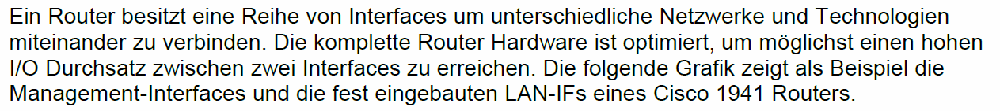 Ein Router besitzt eine Reihe von Interfaces um unterschiedliche Netzwerke und Technologien
miteinander zu verbinden. Die komplette Router Hardware ist optimiert, um möglichst einen hohen
I/O Durchsatz zwischen zwei Interfaces zu erreichen. Die folgende Grafik zeigt als Beispiel die
Management-Interfaces und die fest eingebauten LAN-IFs eines Cisco 1941 Routers.